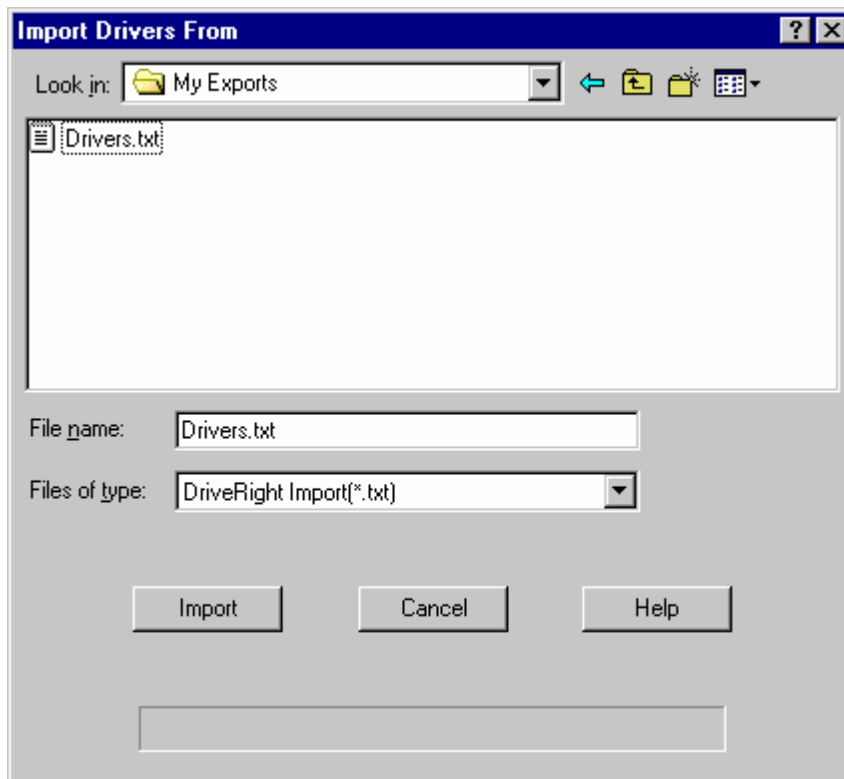 Import Drivers From
Look in: My Exports
Drivers.txt
File name: Drivers.txt
Files of type: DriveRight Import(*.txt)
Import Cancel Help